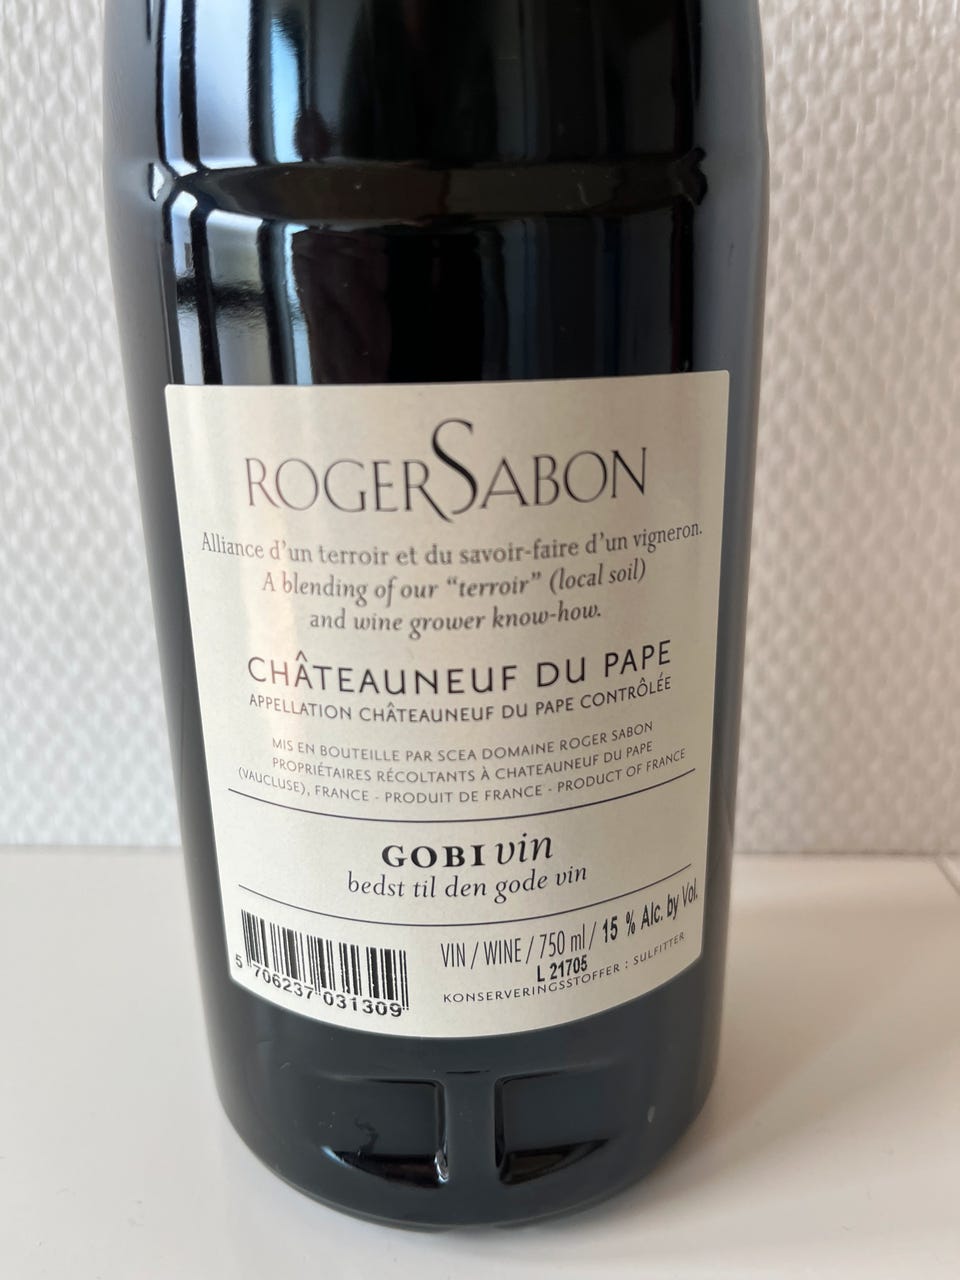 ROGERSABON
Alliance d'un terroir et du savoir-faire d'un vigneron.
A blending of our "terroir" (local soil)
and wine grower know-how.
CHÂTEAUNEUF DU PAPE
APPELLATION CHÂTEAUNEUF DU PAPE CONTRÔLÉE
MIS EN BOUTEILLE PAR SCEA DOMAINE ROGER SABON
PROPRIÉTAIRES RÉCOLTANTS À CHATEAUNEUF DU PAPE
(VAUCLUSE), FRANCE - PRODUIT DE FRANCE - PRODUCT OF FRANCE
GOBI vin
bedst til den gode vin
VIN / WINE / 750 ml / 15 % Alc. by Vol.
L 21705
KONSERVERINGSSTOFFER : SULFITTER
5 706237 031309